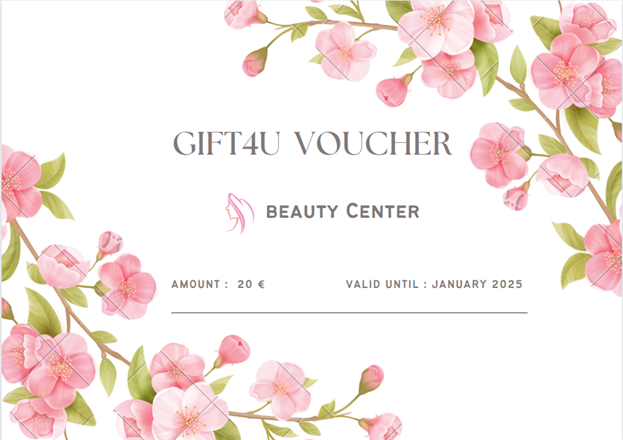 GIFT4U VOUCHER
BEAUTY CENTER
AMOUNT : 20 € VALID UNTIL : JANUARY 2025